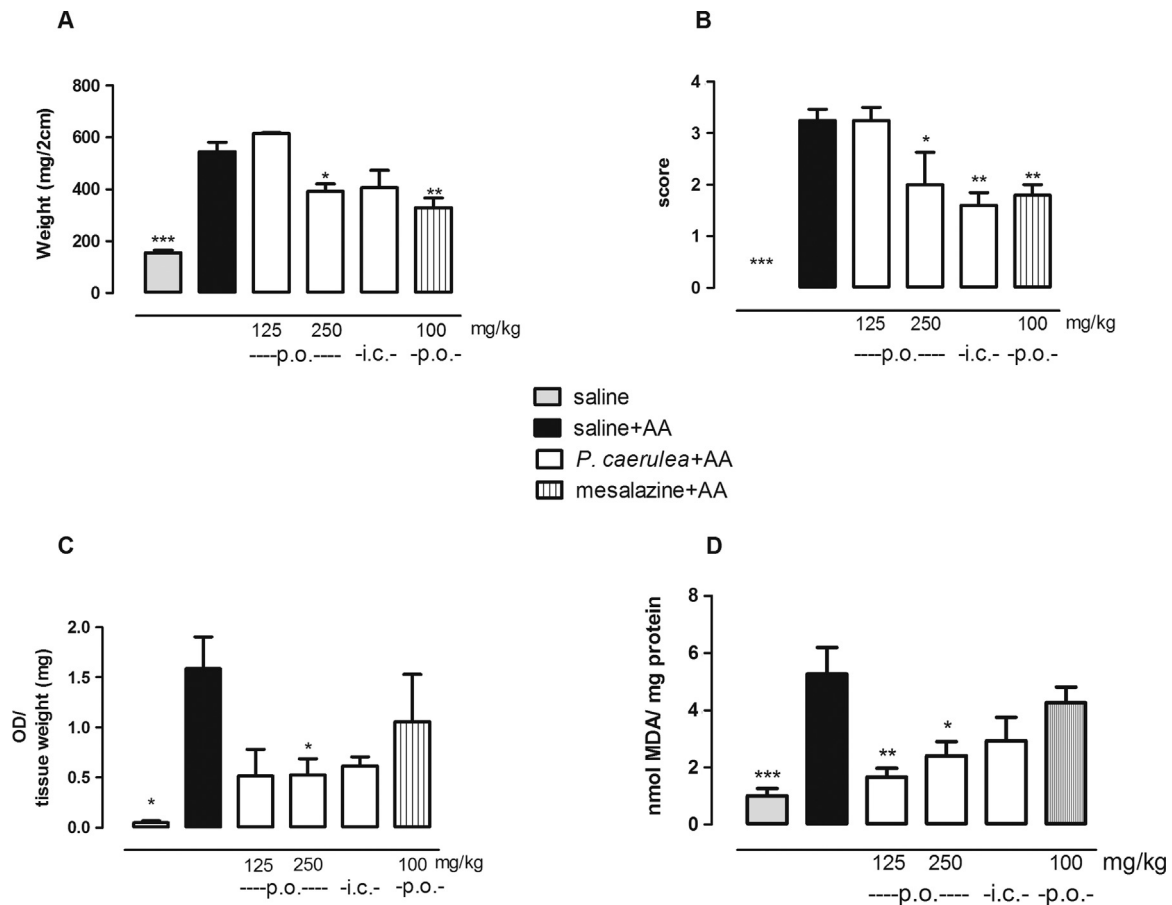 A
Weight (mg/2cm)
800
600
400
200
0
***
*
**
125 250 100 mg/kg
----p.o.---- -i.c.- -p.o.-
B
score
4
3
2
1
0
***
*
**
**
125 250 100 mg/kg
----p.o.---- -i.c.- -p.o.-
saline
saline+AA
P. caerulea+AA
mesalazine+AA
C
OD/
tissue weight (mg)
2.0
1.5
1.0
0.5
0.0
*
*
125 250 100 mg/kg
----p.o.---- -i.c.- -p.o.-
D
nmol MDA/ mg protein
8
6
4
2
0
***
**
*
125 250 100 mg/kg
----p.o.---- -i.c.- -p.o.-